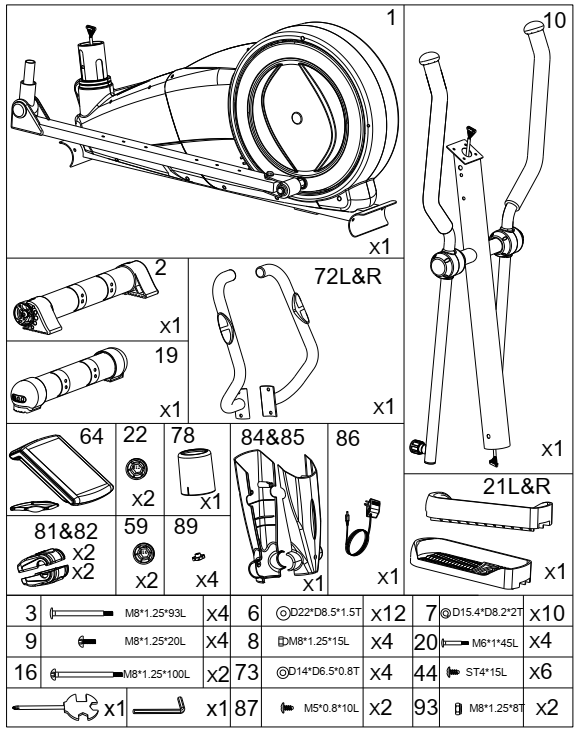 1
x1
10
x1
2
x1
72L&R
x1
19
x1
64
22
x2
78
x1
84&85
x1
86
x1
21L&R
x1
81&82
x2
x2
59
x2
89
x4
3 M8*1.25*93L x4 6 D22*D8.5*1.5T x12 7 D15.4*D8.2*2T x10
9 M8*1.25*20L x4 8 M8*1.25*15L x4 20 M6*1*45L x4
16 M8*1.25*100L x2 73 D14*D6.5*0.8T x4 44 ST4*15L x6
x1 x1 87 M5*0.8*10L x2 93 M8*1.25*8T x2